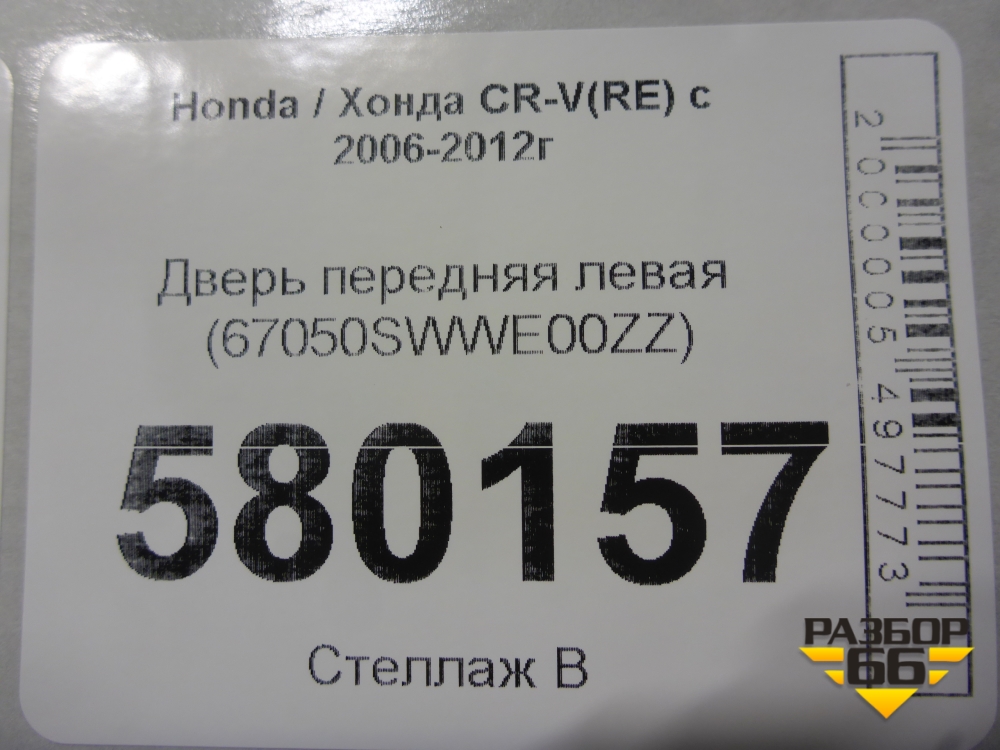 Honda / Хонда CR-V(RE) с
2006-2012г
Дверь передняя левая
(67050SWWE00ZZ)
580157
Стеллаж В
2000005497773
РАЗБОР
66